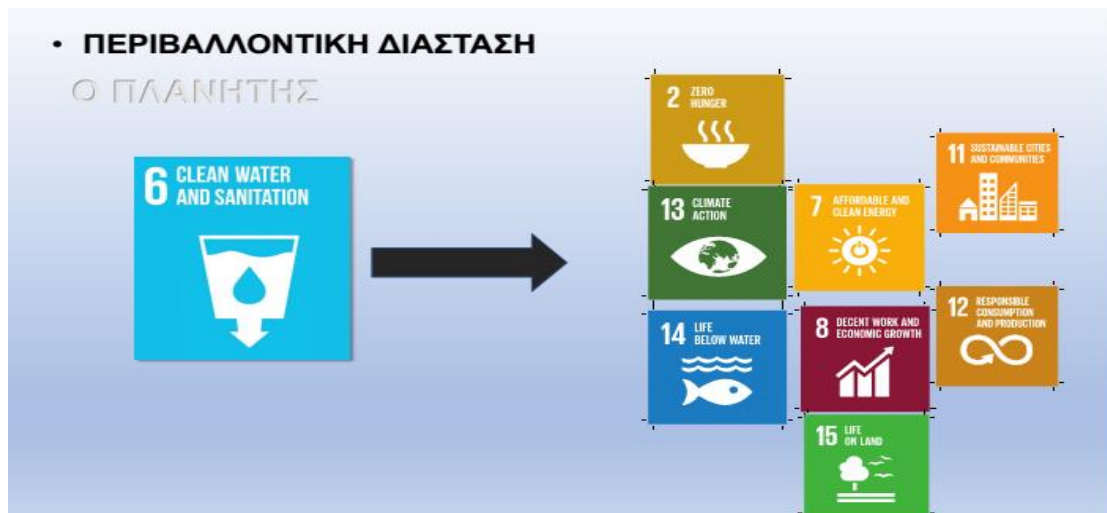 • ΠΕΡΙΒΑΛΛΟΝΤΙΚΗ ΔΙΑΣΤΑΣΗ
Ο ΠΛΑΝΗΤΗΣ
6 CLEAN WATER
AND SANITATION
2 ZERO
HUNGER
13 CLIMATE
ACTION
14 LIFE
BELOW WATER
7 AFFORDABLE AND
CLEAN ENERGY
8 DECENT WORK AND
ECONOMIC GROWTH
15 LIFE
ON LAND
11 SUSTAINABLE CITIES
AND COMMUNITIES
12 RESPONSIBLE
CONSUMPTION
AND PRODUCTION